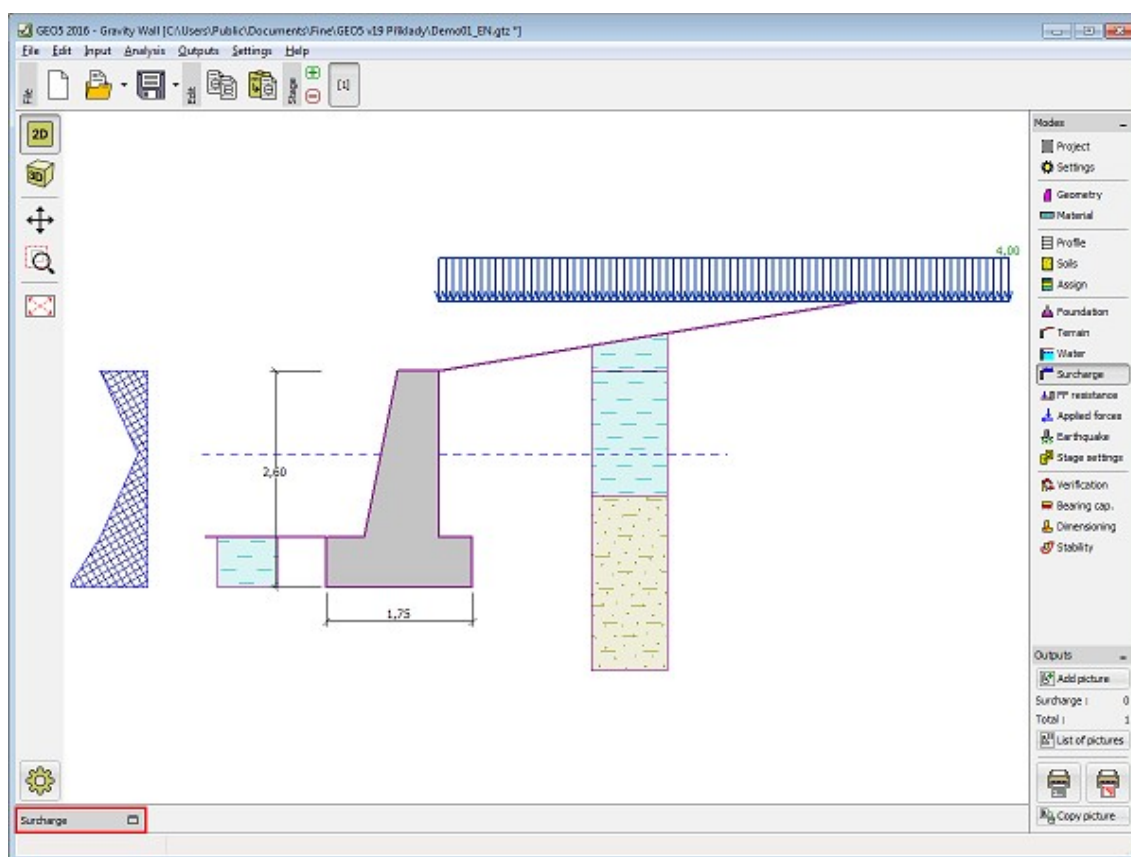 GEO5 2016 - Gravity Wall [C:\Users\Public\Documents\Fine\GEO5 v19 Příklady\Demo01_EN.gtz *]
File Edit Input Analysis Outputs Settings Help
File
Edit
Stage
[1]
2D
3D
4,00
2,60
1,75
Modes
Project
Settings
Geometry
Material
Profile
Soils
Assign
Foundation
Terrain
Water
Surcharge
FF resistance
Applied forces
Earthquake
Stage settings
Verification
Bearing cap.
Dimensioning
Stability
Outputs
Add picture
Surcharge : 0
Total : 1
List of pictures
Copy picture
Surcharge